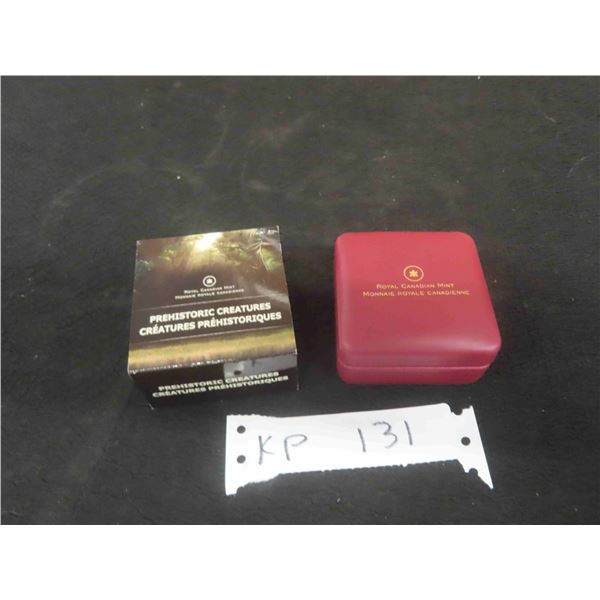 ROYAL CANADIAN MINT
MONNAIE ROYALE CANADIENNE
PREHISTORIC CREATURES
CRÉATURES PRÉHISTORIQUES
PREHISTORIC CREATURES
CRÉATURES PRÉHISTORIQUES
ROYAL CANADIAN MINT
MONNAIE ROYALE CANADIENNE
KP 131